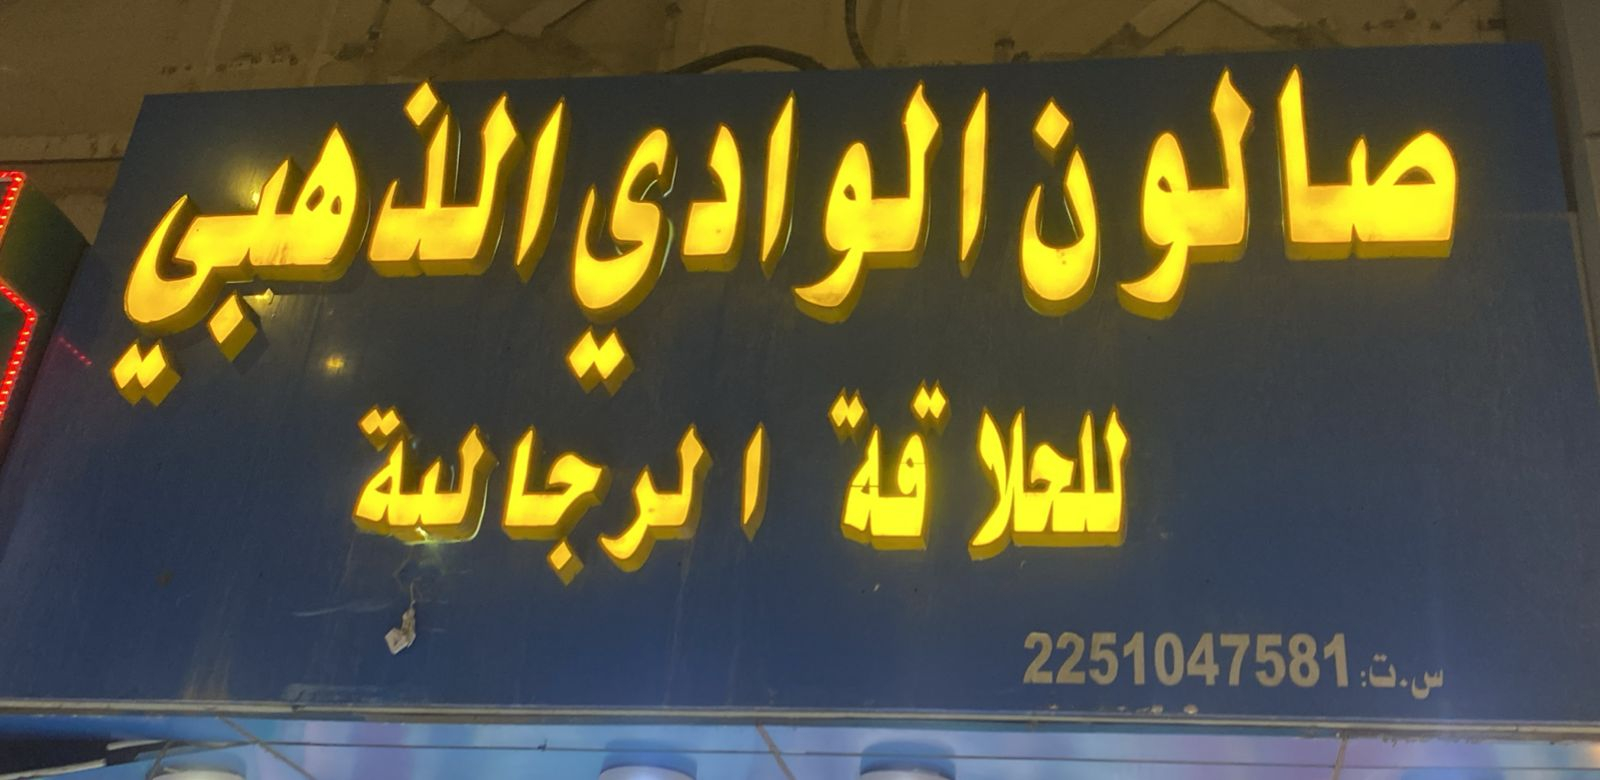 صالون الوادي الذهبي
للحلاقة الرجالية
س.ت: 2251047581